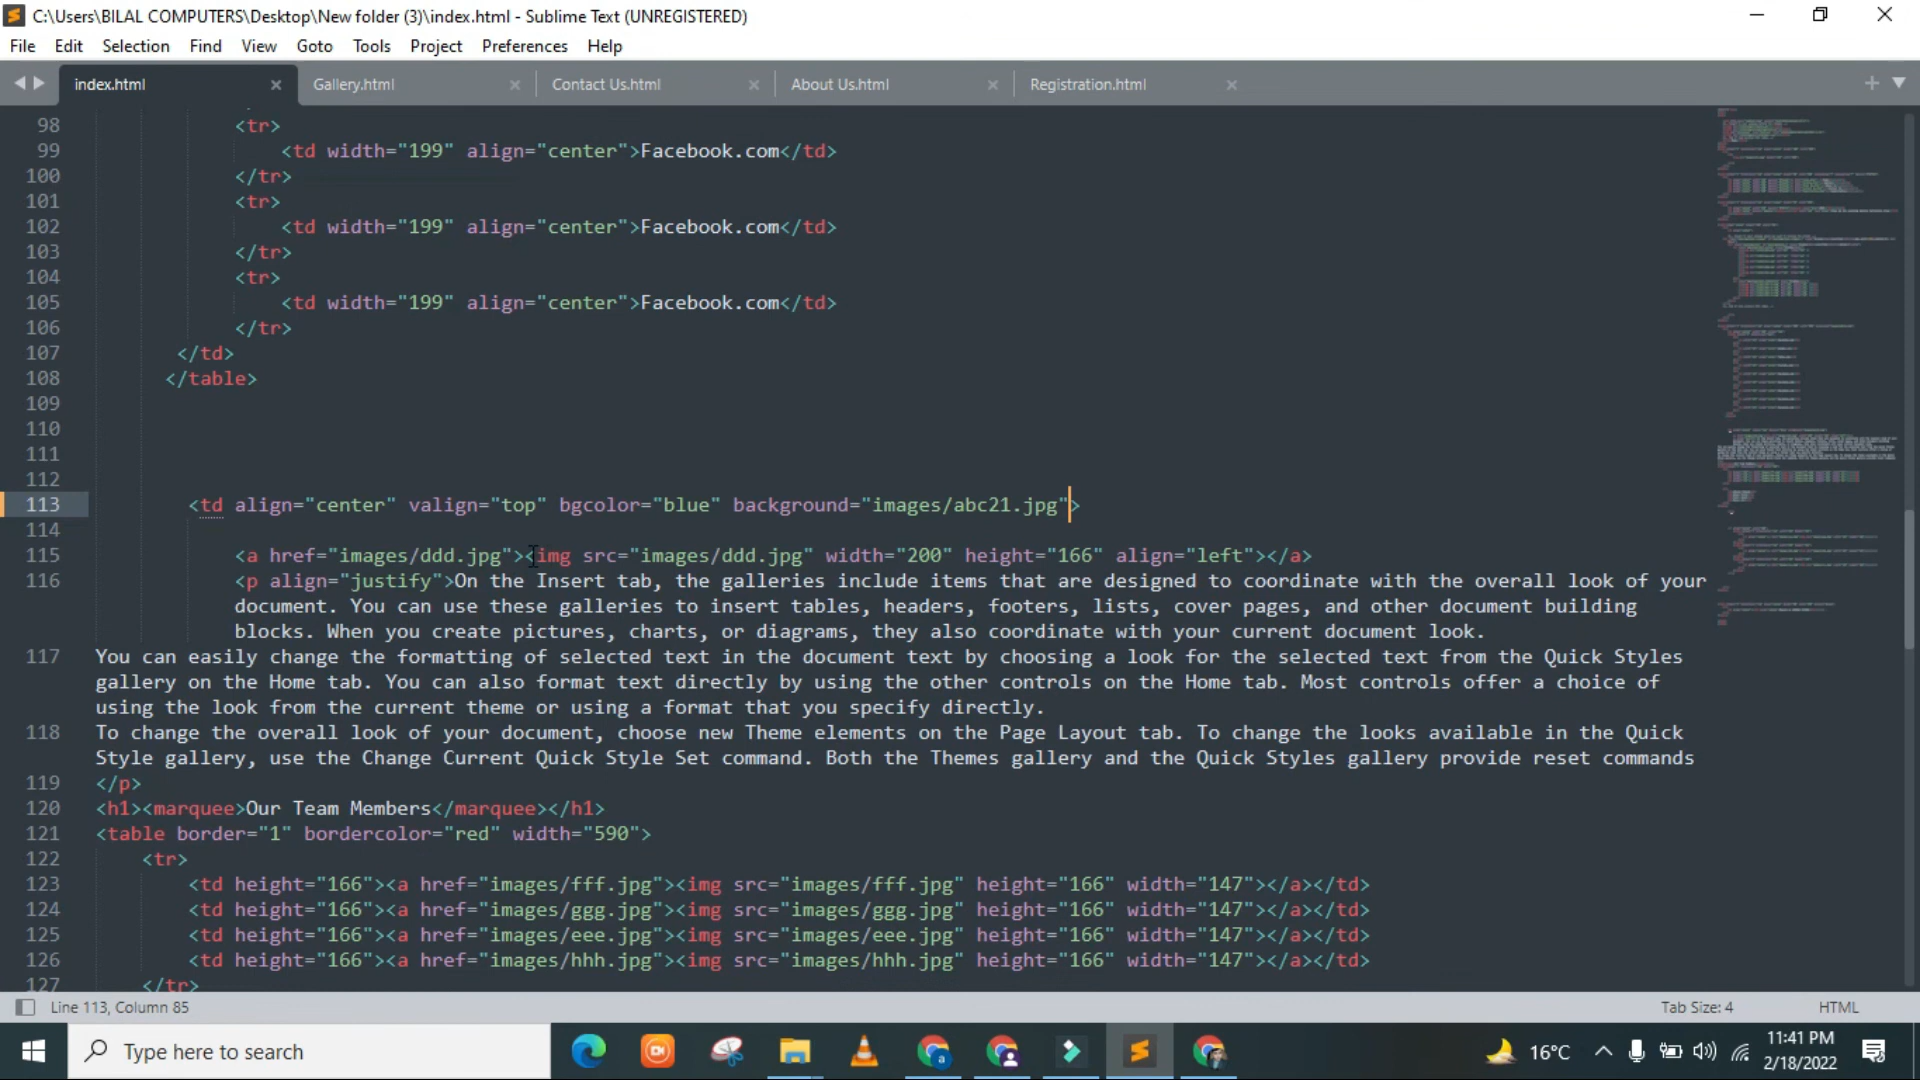 C:\Users\BILAL COMPUTERS\Desktop\New folder (3)\index.html - Sublime Text (UNREGISTERED)
File Edit Selection Find View Goto Tools Project Preferences Help
index.html Gallery.html Contact Us.html About Us.html Registration.html
98 <tr>
99 <td width="199" align="center">Facebook.com</td>
100 </tr>
101 <tr>
102 <td width="199" align="center">Facebook.com</td>
103 </tr>
104 <tr>
105 <td width="199" align="center">Facebook.com</td>
106 </tr>
107 </td>
108 </table>
109
110
111
112
113 <td align="center" valign="top" bgcolor="blue" background="images/abc21.jpg">
114
115 <a href="images/ddd.jpg"><img src="images/ddd.jpg" width="200" height="166" align="left"></a>
116 <p align="justify">On the Insert tab, the galleries include items that are designed to coordinate with the overall look of your
document. You can use these galleries to insert tables, headers, footers, lists, cover pages, and other document building
blocks. When you create pictures, charts, or diagrams, they also coordinate with your current document look.
117 You can easily change the formatting of selected text in the document text by choosing a look for the selected text from the Quick Styles
gallery on the Home tab. You can also format text directly by using the other controls on the Home tab. Most controls offer a choice of
using the look from the current theme or using a format that you specify directly.
118 To change the overall look of your document, choose new Theme elements on the Page Layout tab. To change the looks available in the Quick
Style gallery, use the Change Current Quick Style Set command. Both the Themes gallery and the Quick Styles gallery provide reset commands
119 </p>
120 <h1><marquee>Our Team Members</marquee></h1>
121 <table border="1" bordercolor="red" width="590">
122 <tr>
123 <td height="166"><a href="images/fff.jpg"><img src="images/fff.jpg" height="166" width="147"></a></td>
124 <td height="166"><a href="images/ggg.jpg"><img src="images/ggg.jpg" height="166" width="147"></a></td>
125 <td height="166"><a href="images/eee.jpg"><img src="images/eee.jpg" height="166" width="147"></a></td>
126 <td height="166"><a href="images/hhh.jpg"><img src="images/hhh.jpg" height="166" width="147"></a></td>
127 </tr>
Line 113, Column 85 Tab Size: 4 HTML
Type here to search 16°C 11:41 PM
2/18/2022